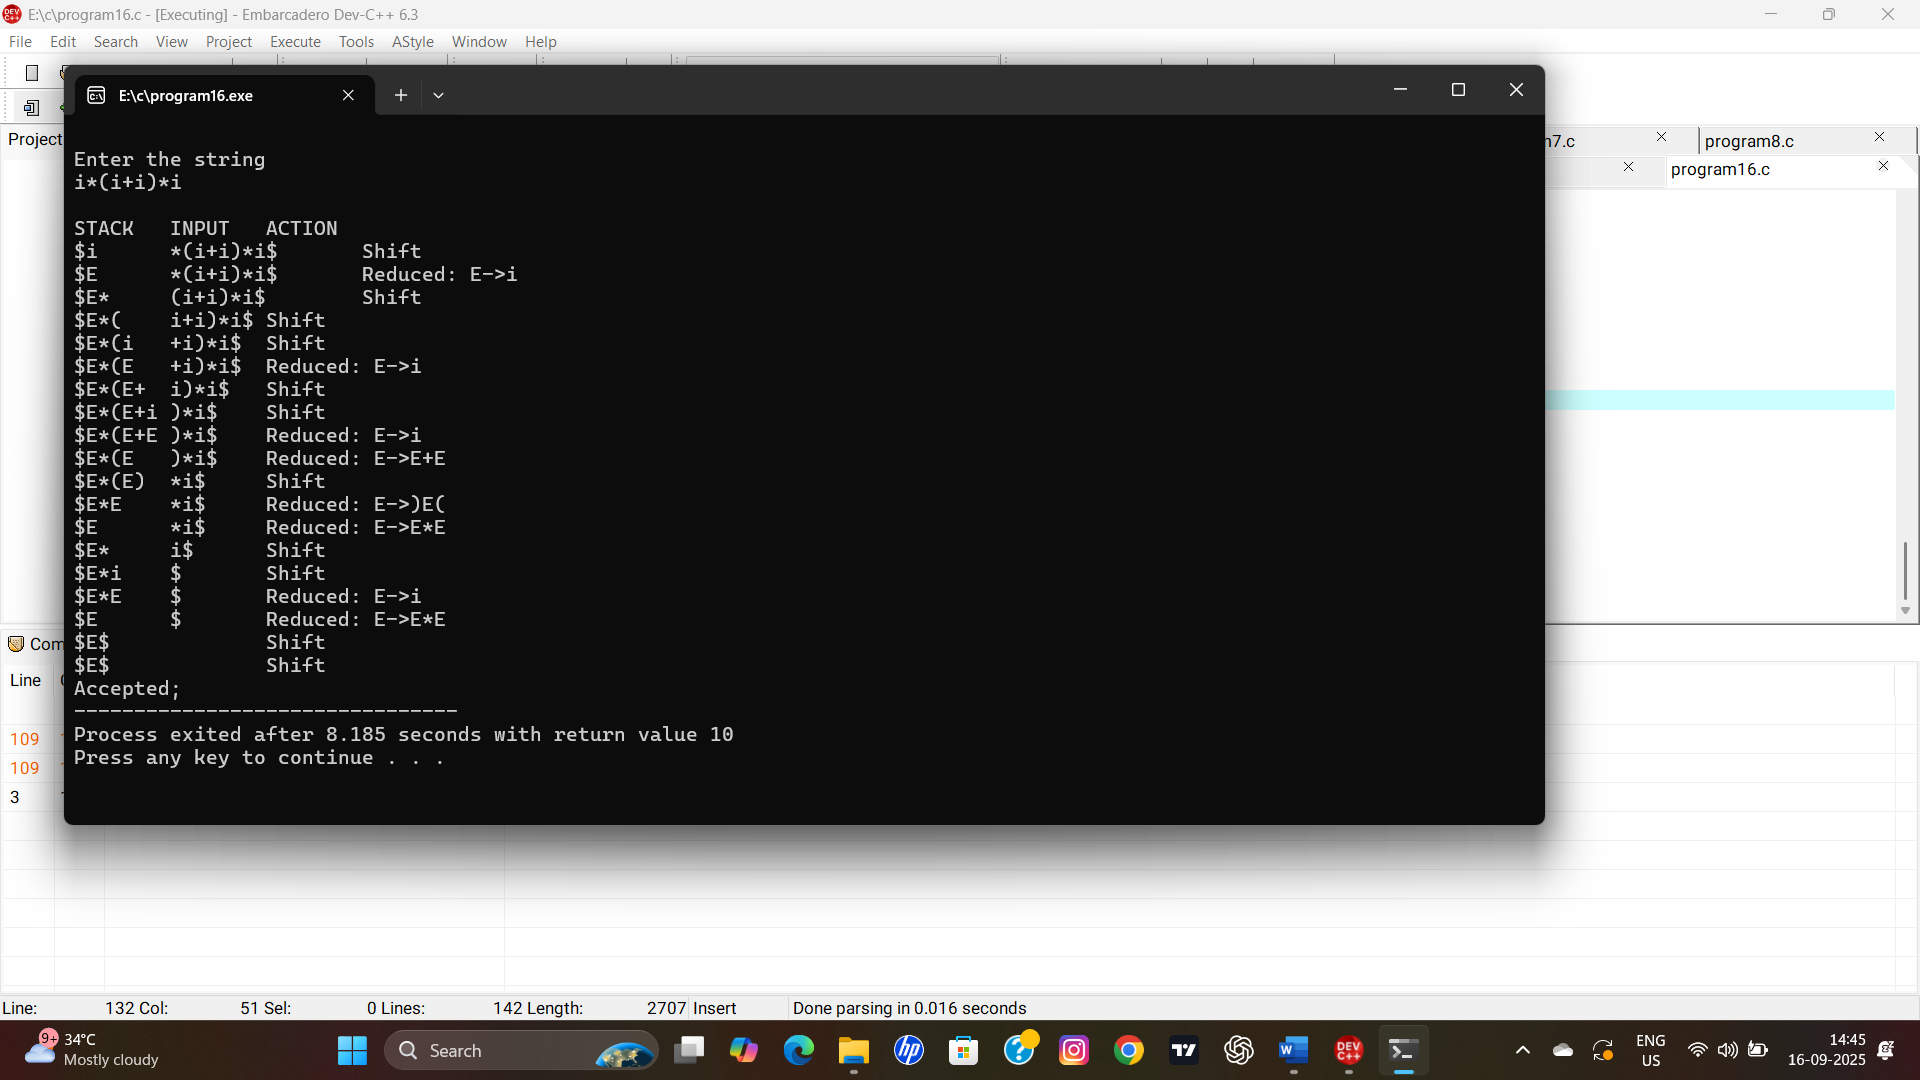 E:\c\program16.c - [Executing] - Embarcadero Dev-C++ 6.3
File Edit Search View Project Execute Tools AStyle Window Help
E:\c\program16.exe
Project
n7.c program8.c
program16.c
Enter the string
i*(i+i)*i
STACK INPUT ACTION
$i *(i+i)*i$ Shift
$E *(i+i)*i$ Reduced: E->i
$E* (i+i)*i$ Shift
$E*( i+i)*i$ Shift
$E*(i +i)*i$ Shift
$E*(E +i)*i$ Reduced: E->i
$E*(E+ i)*i$ Shift
$E*(E+i )*i$ Shift
$E*(E+E )*i$ Reduced: E->i
$E*(E )*i$ Reduced: E->E+E
$E*(E) *i$ Shift
$E*E *i$ Reduced: E->)E(
$E *i$ Reduced: E->E*E
$E* i$ Shift
$E*i $ Shift
$E*E $ Reduced: E->i
$E $ Reduced: E->E*E
$E$ Shift
$E$ Shift
Accepted;
--------------------------------
Process exited after 8.185 seconds with return value 10
Press any key to continue . . .
Com
Line
109
109
3
Line: 132 Col: 51 Sel: 0 Lines: 142 Length: 2707 Insert Done parsing in 0.016 seconds
9+ 34°C
Mostly cloudy
Search
ENG
US
14:45
16-09-2025